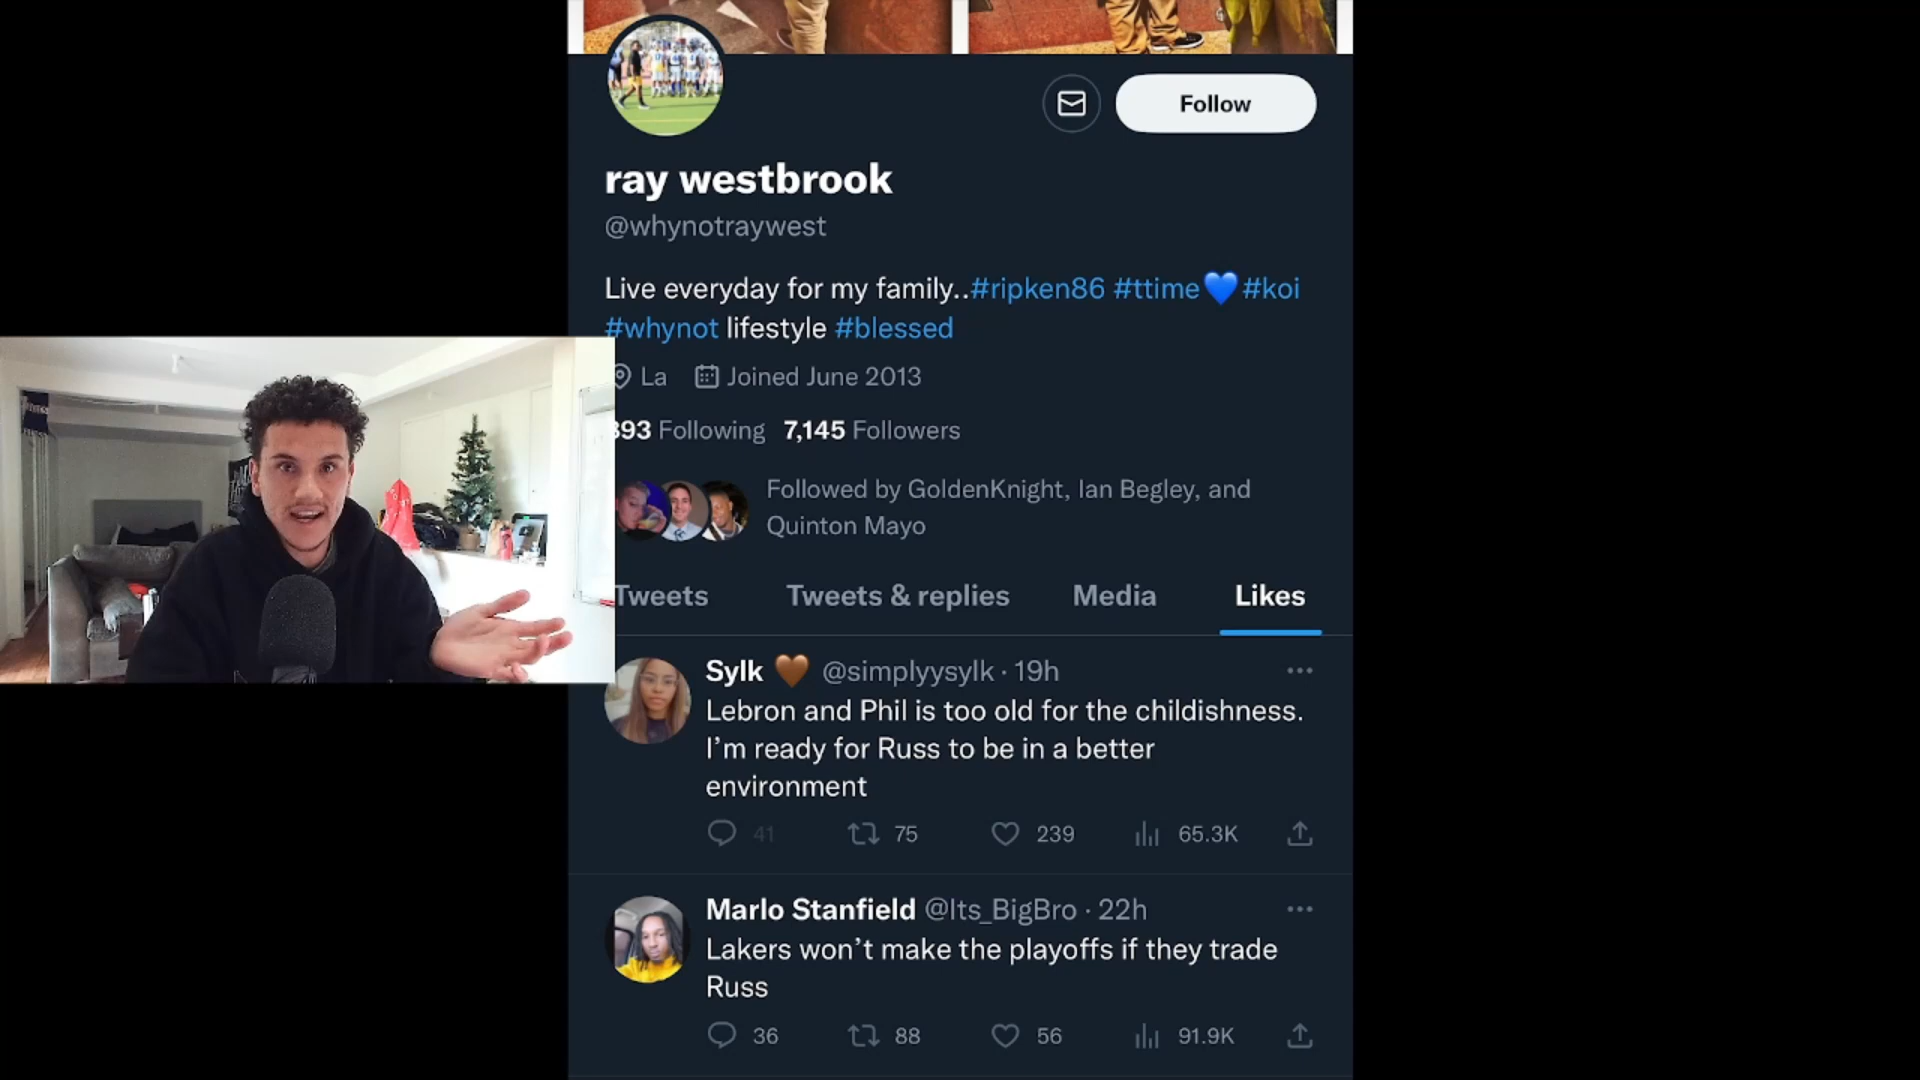 Follow
ray westbrook
@whynotraywest
Live everyday for my family..#ripken86 #ttime💙#koi
#whynot lifestyle #blessed
La Joined June 2013
Following 7,145 Followers
Followed by GoldenKnight, Ian Begley, and
Quinton Mayo
Tweets Tweets & replies Media Likes
Sylk 🤎 @simplyysylk · 19h
Lebron and Phil is too old for the childishness.
I'm ready for Russ to be in a better
environment
41 75 239 65.3K
Marlo Stanfield @Its_BigBro · 22h
Lakers won't make the playoffs if they trade
Russ
36 88 56 91.9K